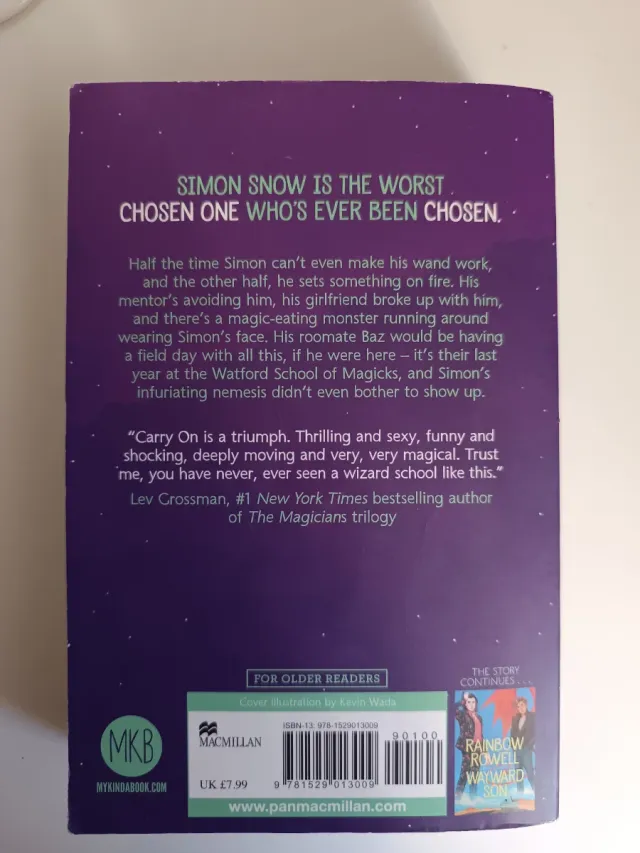 SIMON SNOW IS THE WORST
CHOSEN ONE WHO'S EVER BEEN CHOSEN.
Half the time Simon can't even make his wand work,
and the other half, he sets something on fire. His
mentor's avoiding him, his girlfriend broke up with him,
and there's a magic-eating monster running around
wearing Simon's face. His roomate Baz would be having
a field day with all this, if he were here – it's their last
year at the Watford School of Magicks, and Simon's
infuriating nemesis didn't even bother to show up.
"Carry On is a triumph. Thrilling and sexy, funny and
shocking, deeply moving and very, very magical. Trust
me, you have never, ever seen a wizard school like this."
Lev Grossman, #1 New York Times bestselling author
of The Magicians trilogy
FOR OLDER READERS
Cover illustration by Kevin Wada
MKB
MYKINDABOOK.COM
MACMILLAN
UK £7.99
ISBN-13: 978-1529013009
90100
9 781529 013009
www.panmacmillan.com
THE STORY
CONTINUES...
RAINBOW
ROWELL
WAYWARD
SON